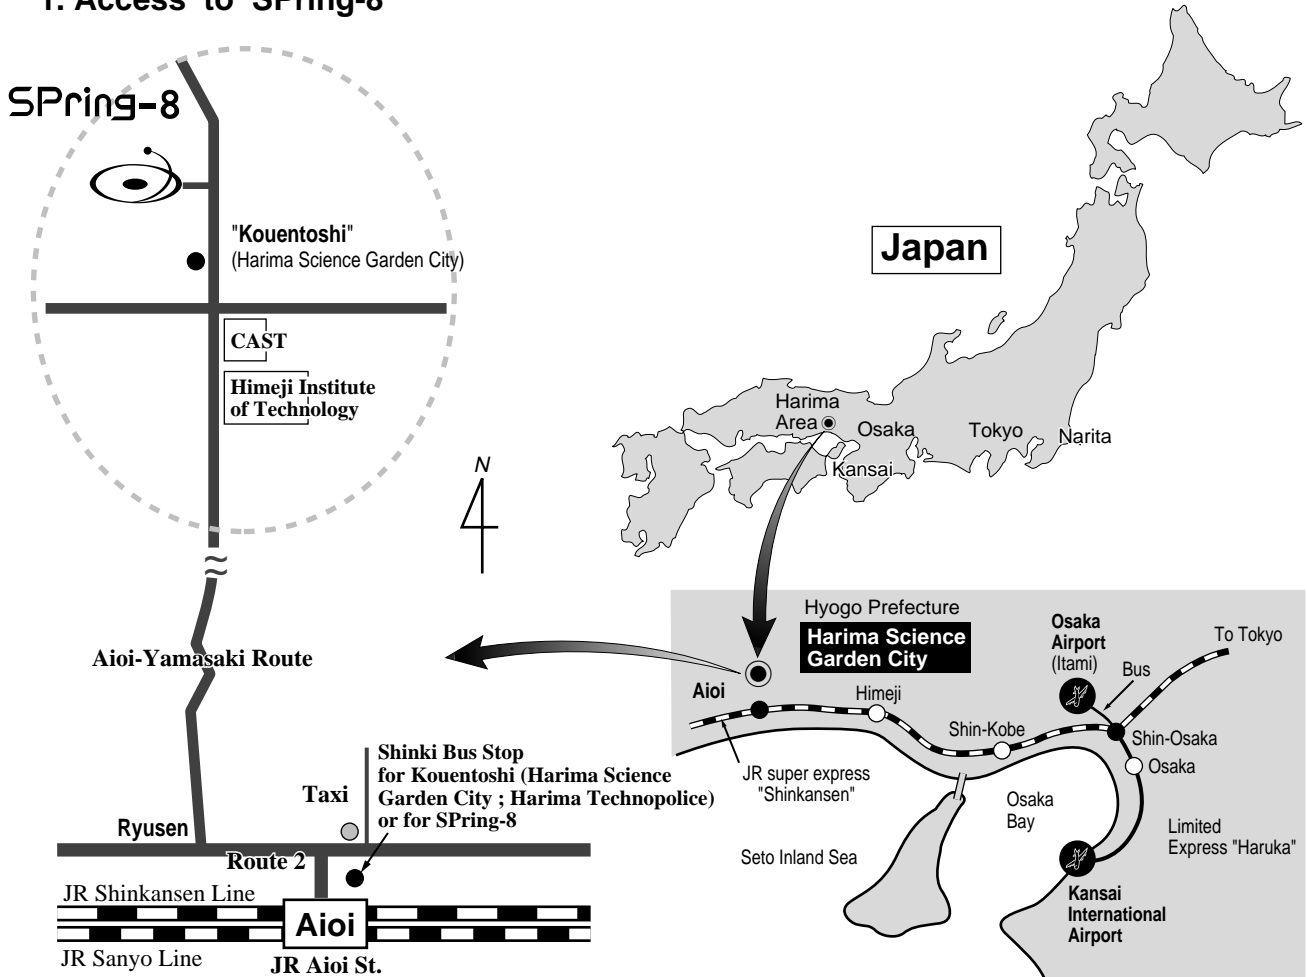 1. Access to SPring-8
SPring-8
"Kouentoshi"
(Harima Science Garden City)
CAST
Himeji Institute
of Technology
N
Aioi-Yamasaki Route
Shinki Bus Stop
for Kouentoshi (Harima Science
Garden City ; Harima Technopolice)
or for SPring-8
Taxi
Ryusen
Route 2
JR Shinkansen Line
Aioi
JR Sanyo Line
JR Aioi St.
Japan
Harima
Area
Osaka
Tokyo
Narita
Kansai
Hyogo Prefecture
Harima Science
Garden City
Osaka
Airport
(Itami)
To Tokyo
Bus
Aioi
Himeji
Shin-Kobe
Shin-Osaka
Osaka
JR super express
"Shinkansen"
Osaka
Bay
Limited
Express "Haruka"
Seto Inland Sea
Kansai
International
Airport